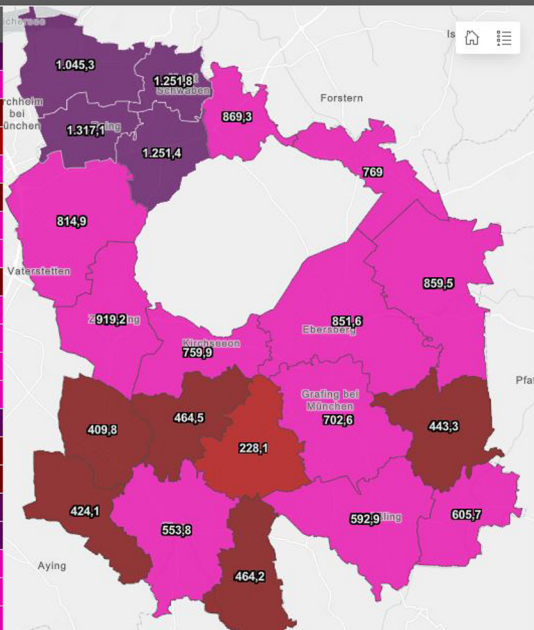 1.045,3
1.251,8
Schwaben
869,3
Forstern
bei
1.317,1
1.251,4
769
814,9
Vaterstetten
859,5
919,2
851,6
Ebersberg
Kirchseeon
759,9
Grafing bei
München
702,6
409,8
464,5
443,3
228,1
424,1
553,8
592,9
605,7
Aying
464,2